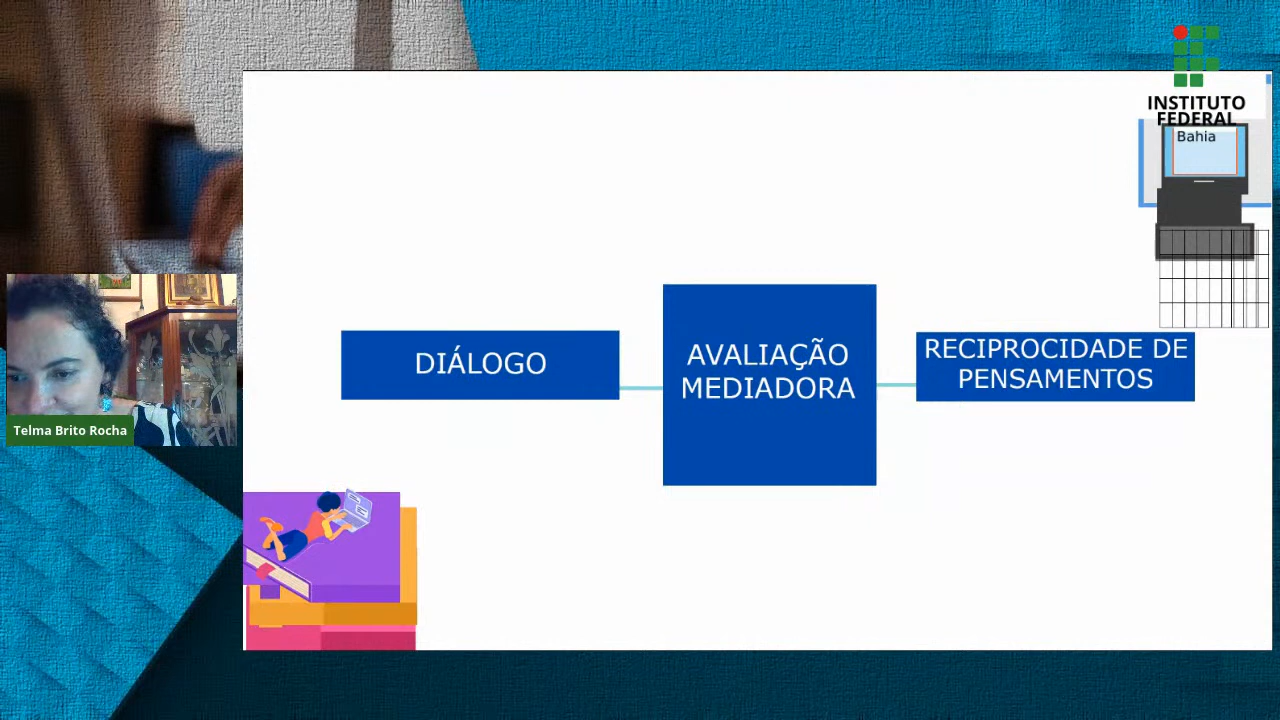 INSTITUTO
FEDERAL
Bahia
DIÁLOGO
AVALIAÇÃO
MEDIADORA
RECIPROCIDADE DE
PENSAMENTOS
Telma Brito Rocha